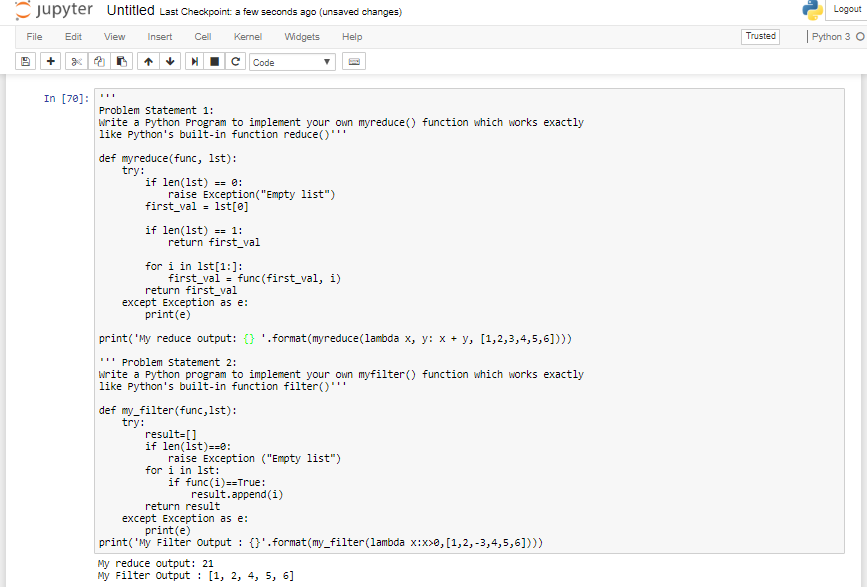 jupyter Untitled Last Checkpoint: a few seconds ago (unsaved changes) Logout
File Edit View Insert Cell Kernel Widgets Help Trusted Python 3
Code
In [70]: '''
Problem Statement 1:
Write a Python Program to implement your own myreduce() function which works exactly
like Python's built-in function reduce()'''
def myreduce(func, lst):
    try:
        if len(lst) == 0:
            raise Exception("Empty list")
        first_val = lst[0]
        if len(lst) == 1:
            return first_val
        for i in lst[1:]:
            first_val = func(first_val, i)
        return first_val
    except Exception as e:
        print(e)
print('My reduce output: {} '.format(myreduce(lambda x, y: x + y, [1,2,3,4,5,6])))
''' Problem Statement 2:
Write a Python program to implement your own myfilter() function which works exactly
like Python's built-in function filter()'''
def my_filter(func,lst):
    try:
        result=[]
        if len(lst)==0:
            raise Exception ("Empty list")
        for i in lst:
            if func(i)==True:
                result.append(i)
        return result
    except Exception as e:
        print(e)
print('My Filter Output : {}'.format(my_filter(lambda x:x>0,[1,2,-3,4,5,6])))
My reduce output: 21
My Filter Output : [1, 2, 4, 5, 6]